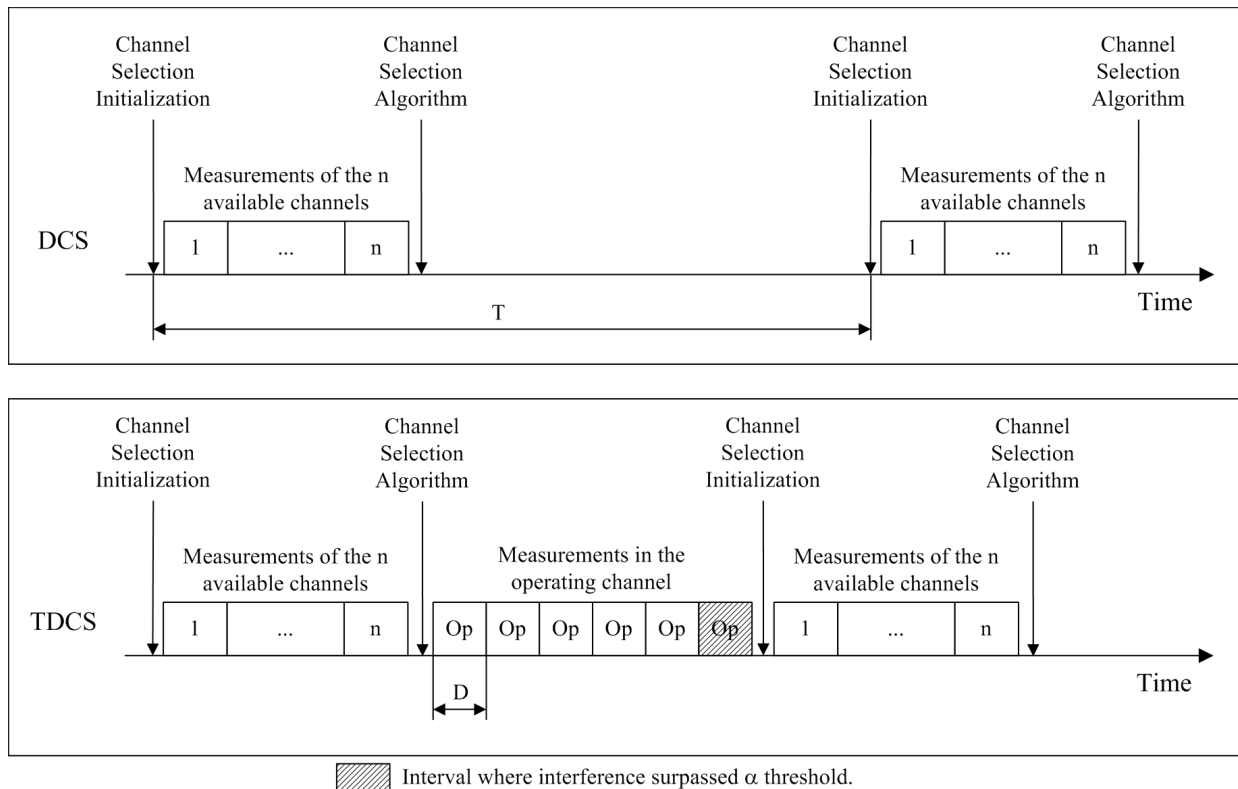 Channel
Selection
Initialization
Channel
Selection
Algorithm
Channel
Selection
Initialization
Channel
Selection
Algorithm
Measurements of the n
available channels
Measurements of the n
available channels
DCS
1
...
n
1
...
n
Time
T
Channel
Selection
Initialization
Channel
Selection
Algorithm
Channel
Selection
Initialization
Channel
Selection
Algorithm
Measurements of the n
available channels
Measurements in the
operating channel
Measurements of the n
available channels
TDCS
1
...
n
Op
Op
Op
Op
Op
Op
1
...
n
Time
D
Interval where interference surpassed α threshold.